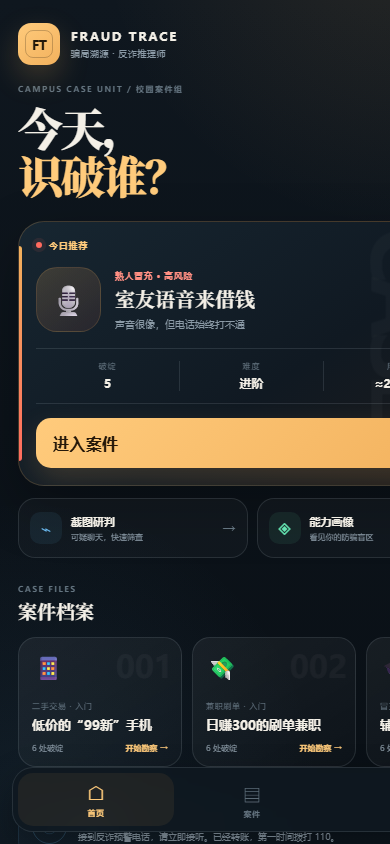 FT
FRAUD TRACE
骗局溯源 · 反诈推理师
CAMPUS CASE UNIT / 校园案件组
今天,
识破谁?
今日推荐
熟人冒充 · 高风险
室友语音来借钱
声音很像，但电话始终打不通
破绽
难度
5
进阶
≈2
进入案件
截图研判
可疑聊天，快速筛查
→
能力画像
看见你的防骗盲区
CASE FILES
案件档案
001
二手交易 · 入门
低价的“99新”手机
6 处破绽
开始勘察 →
002
兼职刷单 · 入门
日赚300的刷单兼职
6 处破绽
开始勘察 →
首页
案件
接到反诈预警电话，请立即接听。已经转账，第一时间拨打 110。